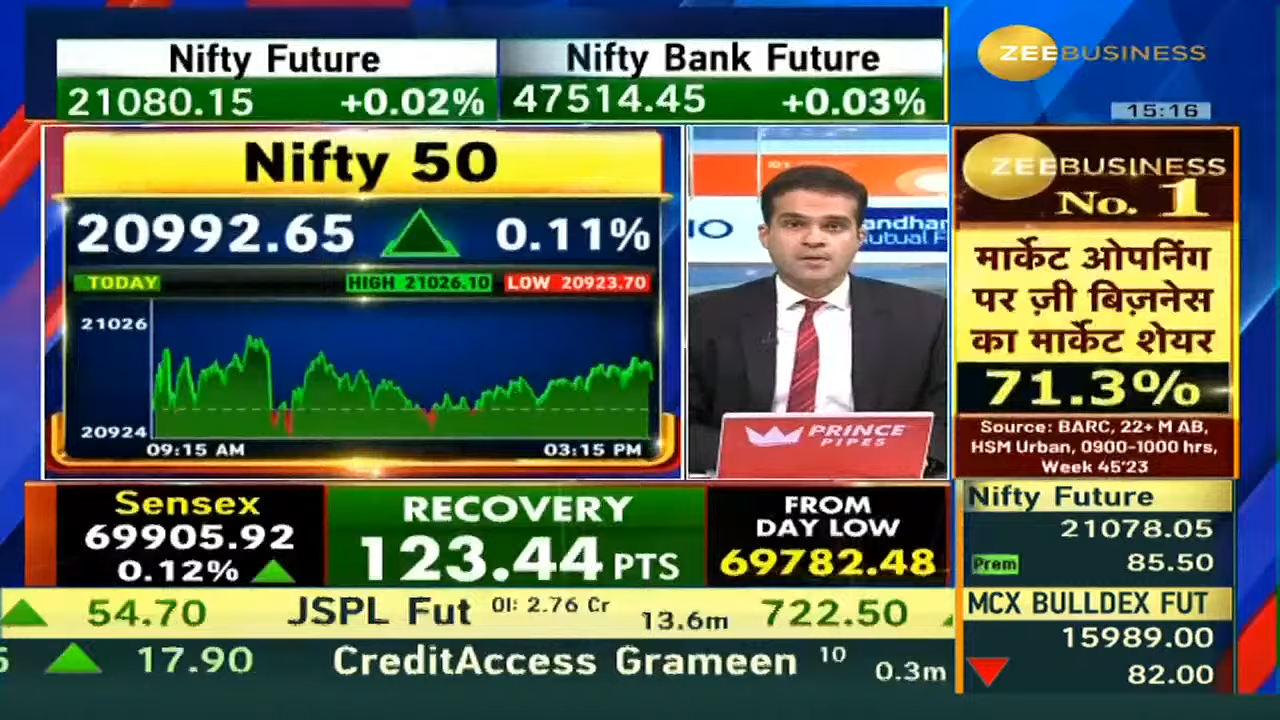 Nifty Future
21080.15 +0.02%
Nifty Bank Future
47514.45 +0.03%
ZEEBUSINESS
15:16
Nifty 50
20992.65 0.11%
TODAY HIGH 21026.10 LOW 20923.70
21026
20924
09:15 AM 03:15 PM
andhan
Mutual F
PRINCE
PIPES
ZEEBUSINESS
No. 1
मार्केट ओपनिंग
पर ज़ी बिज़नेस
का मार्केट शेयर
71.3%
Source: BARC, 22+ M AB,
HSM Urban, 0900-1000 hrs,
Week 45'23
Sensex
69905.92
0.12%
RECOVERY
123.44 PTS
FROM
DAY LOW
69782.48
Nifty Future
21078.05
Prem 85.50
MCX BULLDEX FUT
15989.00
82.00
54.70 JSPL Fut OI: 2.76 Cr 13.6m 722.50
17.90 CreditAccess Grameen 10 0.3m